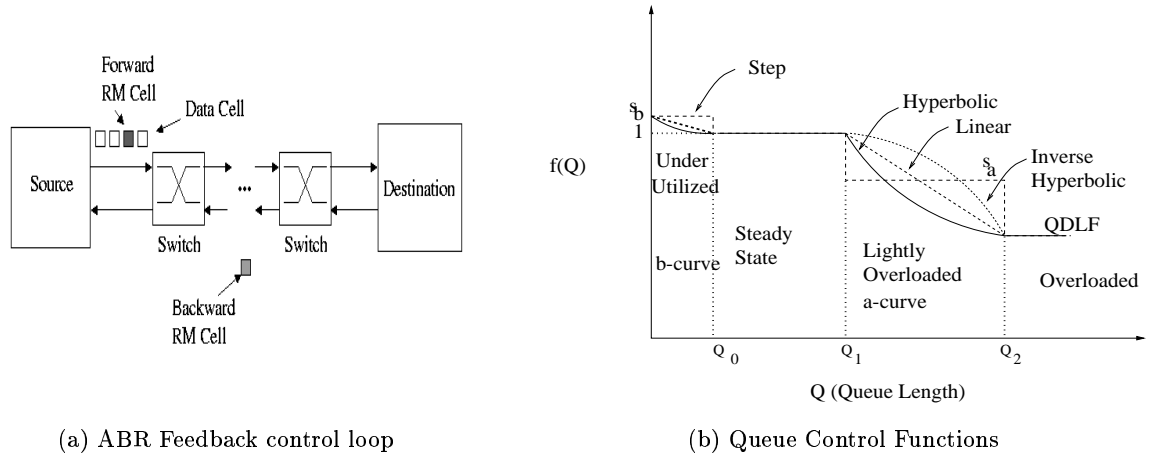 Forward
RM Cell
Data Cell
Source
Switch
...
Switch
Destination
Backward
RM Cell
(a) ABR Feedback control loop
f(Q)
s b
1
Step
Hyperbolic
Linear
s a
Inverse
Hyperbolic
Under
Utilized
b-curve
Steady
State
Lightly
Overloaded
a-curve
QDLF
Overloaded
Q 0
Q 1
Q 2
Q (Queue Length)
(b) Queue Control Functions